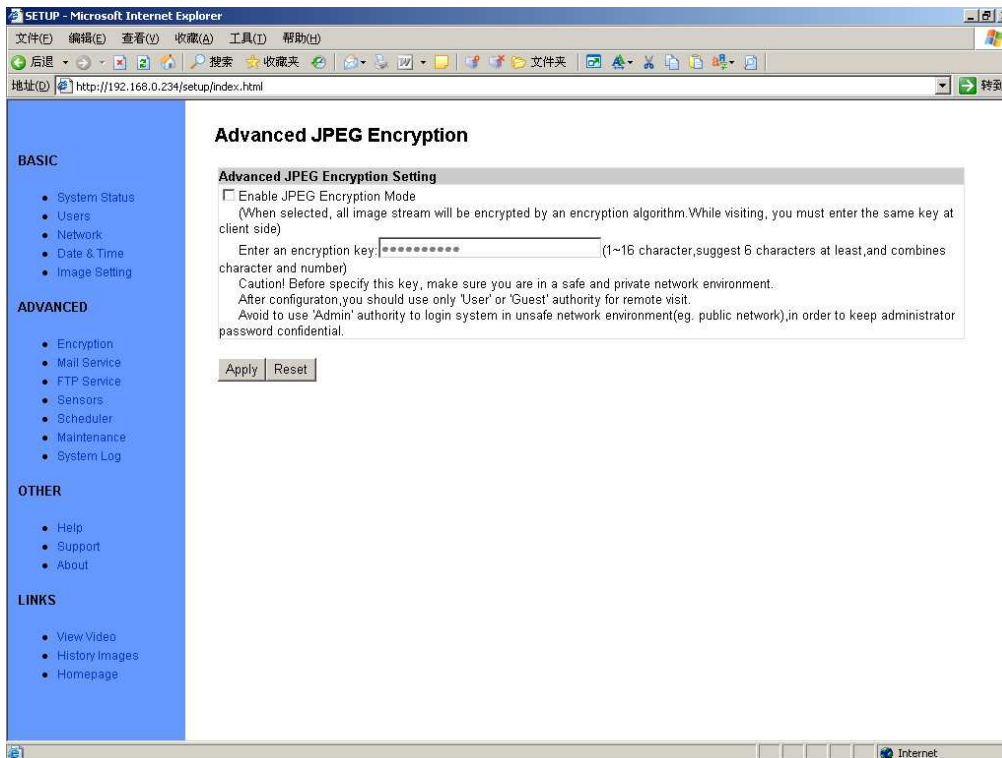 SETUP - Microsoft Internet Explorer
文件(F) 编辑(E) 查看(V) 收藏(A) 工具(T) 帮助(H)
后退 搜索 收藏夹 文件夹
地址(D) http://192.168.0.234/setup/index.html 转到
BASIC
System Status
Users
Network
Date & Time
Image Setting
ADVANCED
Encryption
Mail Service
FTP Service
Sensors
Scheduler
Maintenance
System Log
OTHER
Help
Support
About
LINKS
View Video
History Images
Homepage
Advanced JPEG Encryption
Advanced JPEG Encryption Setting
Enable JPEG Encryption Mode
(When selected, all image stream will be encrypted by an encryption algorithm.While visiting, you must enter the same key at
client side)
Enter an encryption key: ●●●●●●●●●● (1~16 character,suggest 6 characters at least,and combines
character and number)
Caution! Before specify this key, make sure you are in a safe and private network environment.
After configuraton,you should use only 'User' or 'Guest' authority for remote visit.
Avoid to use 'Admin' authority to login system in unsafe network environment(eg. public network),in order to keep administrator
password confidential.
Apply Reset
Internet